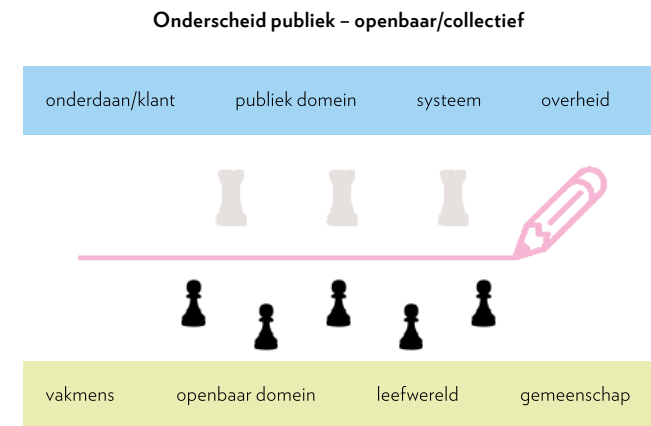 Onderscheid publiek – openbaar/collectief
onderdaan/klant publiek domein systeem overheid
vakmens openbaar domein leefwereld gemeenschap